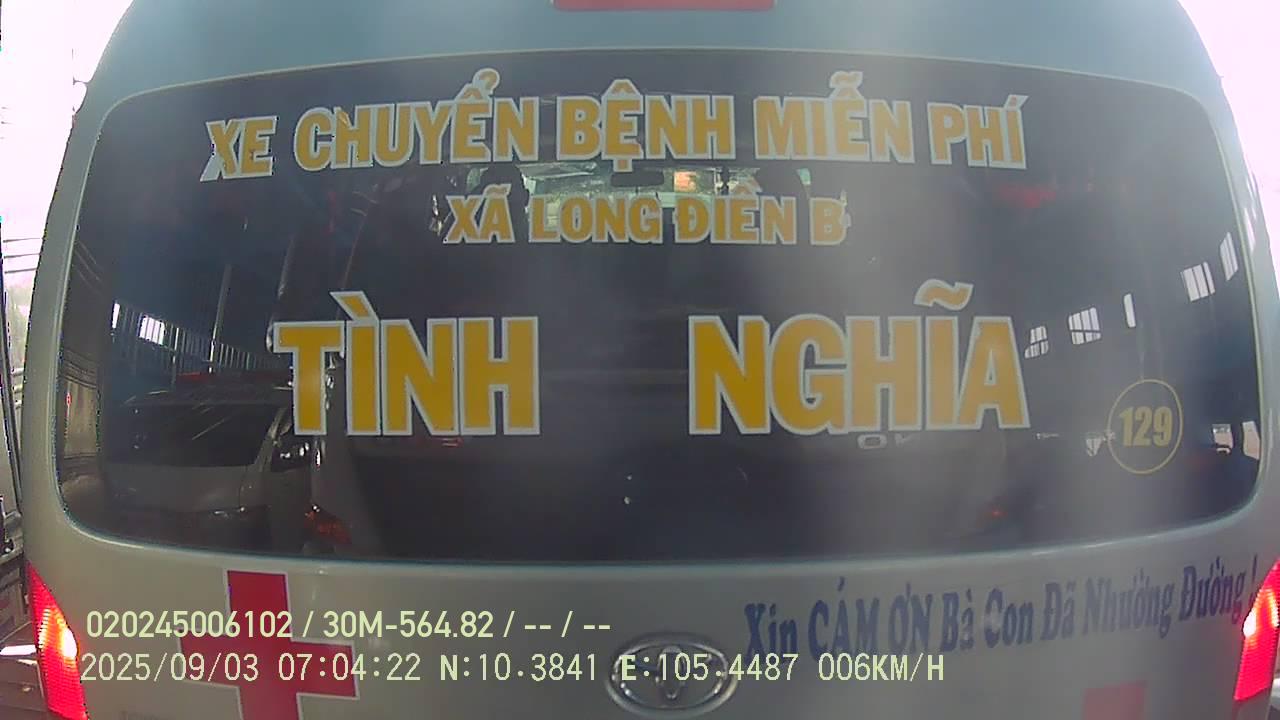 XE CHUYỂN BỆNH MIỄN PHÍ
XÃ LONG ĐIỀN B
TÌNH NGHĨA
129
Xin CÁM ƠN Bà Con Đã Nhường Đường !
020245006102 / 30M-564.82 / -- / --
2025/09/03 07:04:22 N:10.3841 E:105.4487 006KM/H